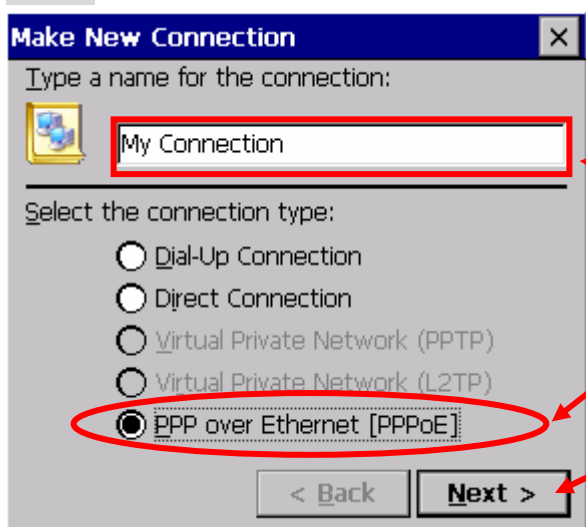 Make New Connection
Type a name for the connection:
My Connection
Select the connection type:
Dial-Up Connection
Direct Connection
Virtual Private Network (PPTP)
Virtual Private Network (L2TP)
PPP over Ethernet [PPPoE]
< Back Next >